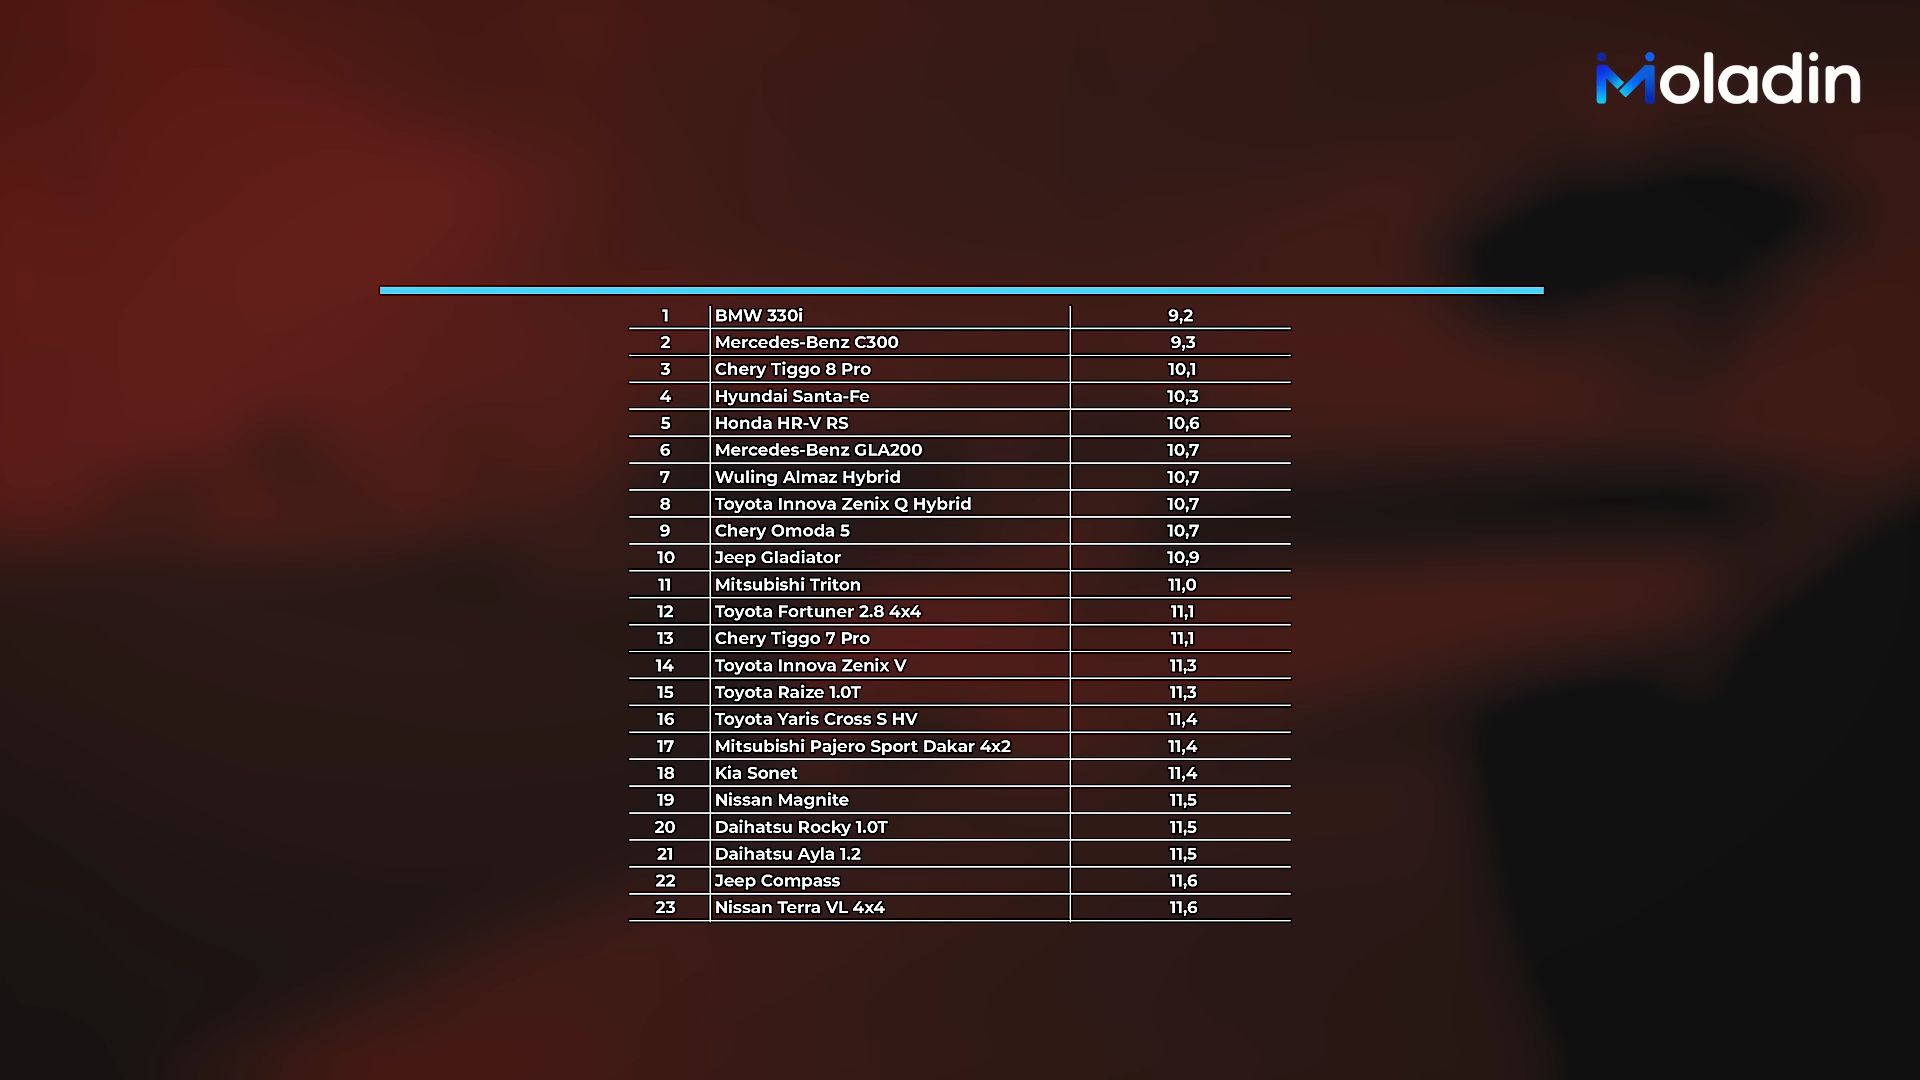 Moladin
1 BMW 330i 9,2
2 Mercedes-Benz C300 9,3
3 Chery Tiggo 8 Pro 10,1
4 Hyundai Santa-Fe 10,3
5 Honda HR-V RS 10,6
6 Mercedes-Benz GLA200 10,7
7 Wuling Almaz Hybrid 10,7
8 Toyota Innova Zenix Q Hybrid 10,7
9 Chery Omoda 5 10,7
10 Jeep Gladiator 10,9
11 Mitsubishi Triton 11,0
12 Toyota Fortuner 2.8 4x4 11,1
13 Chery Tiggo 7 Pro 11,1
14 Toyota Innova Zenix V 11,3
15 Toyota Raize 1.0T 11,3
16 Toyota Yaris Cross S HV 11,4
17 Mitsubishi Pajero Sport Dakar 4x2 11,4
18 Kia Sonet 11,4
19 Nissan Magnite 11,5
20 Daihatsu Rocky 1.0T 11,5
21 Daihatsu Ayla 1.2 11,5
22 Jeep Compass 11,6
23 Nissan Terra VL 4x4 11,6